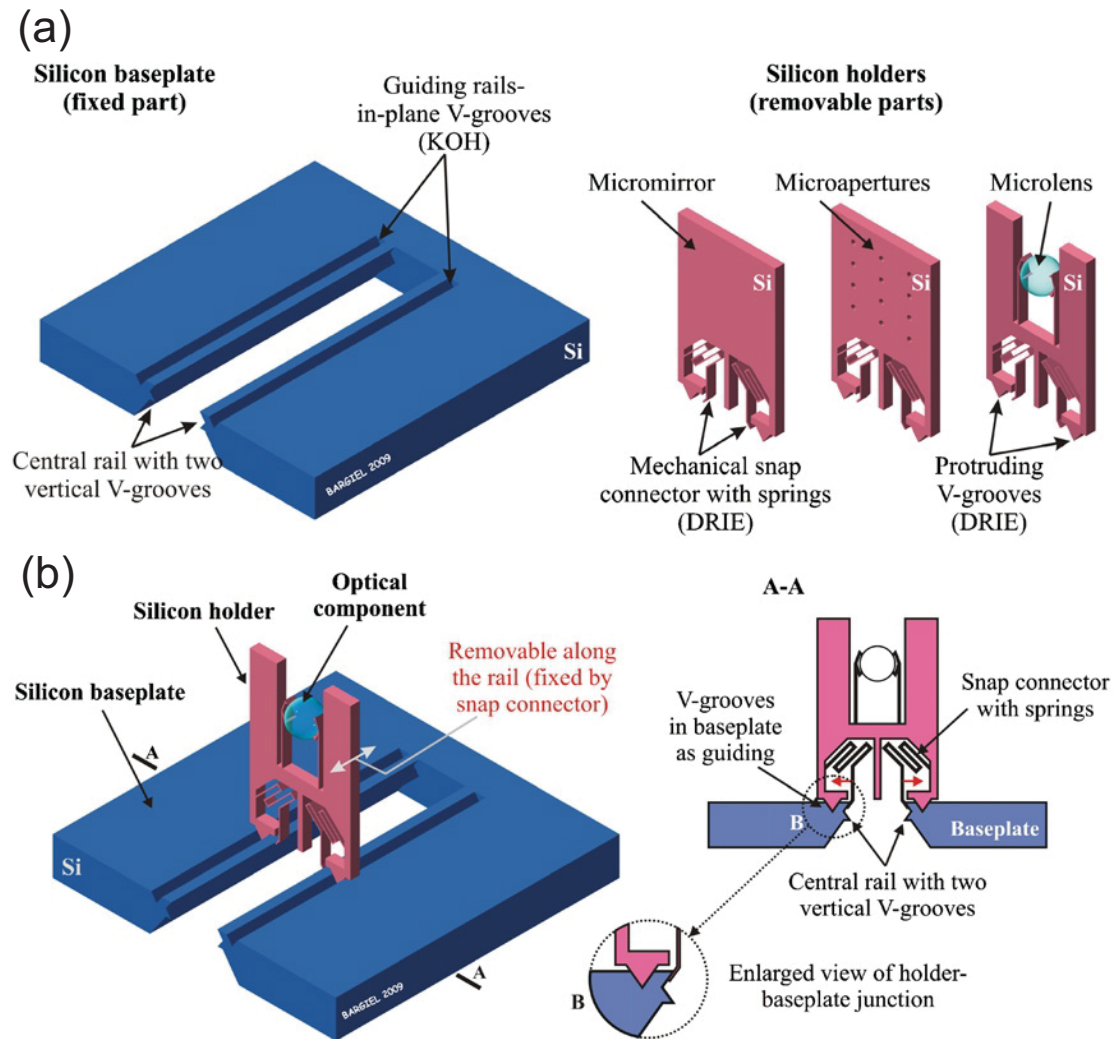 (a)
Silicon baseplate
(fixed part)
Guiding rails-
in-plane V-grooves
(KOH)
Silicon holders
(removable parts)
Micromirror
Microapertures
Microlens
Si
Si
Si
Si
BARGIEL 2009
Central rail with two
vertical V-grooves
Mechanical snap
connector with springs
(DRIE)
Protruding
V-grooves
(DRIE)
(b)
Optical
component
Silicon holder
Silicon baseplate
Removable along
the rail (fixed by
snap connector)
A
Si
BARGIEL 2009
A
A-A
V-grooves
in baseplate
as guiding
Snap connector
with springs
B
Baseplate
Central rail with two
vertical V-grooves
B
Enlarged view of holder-
baseplate junction